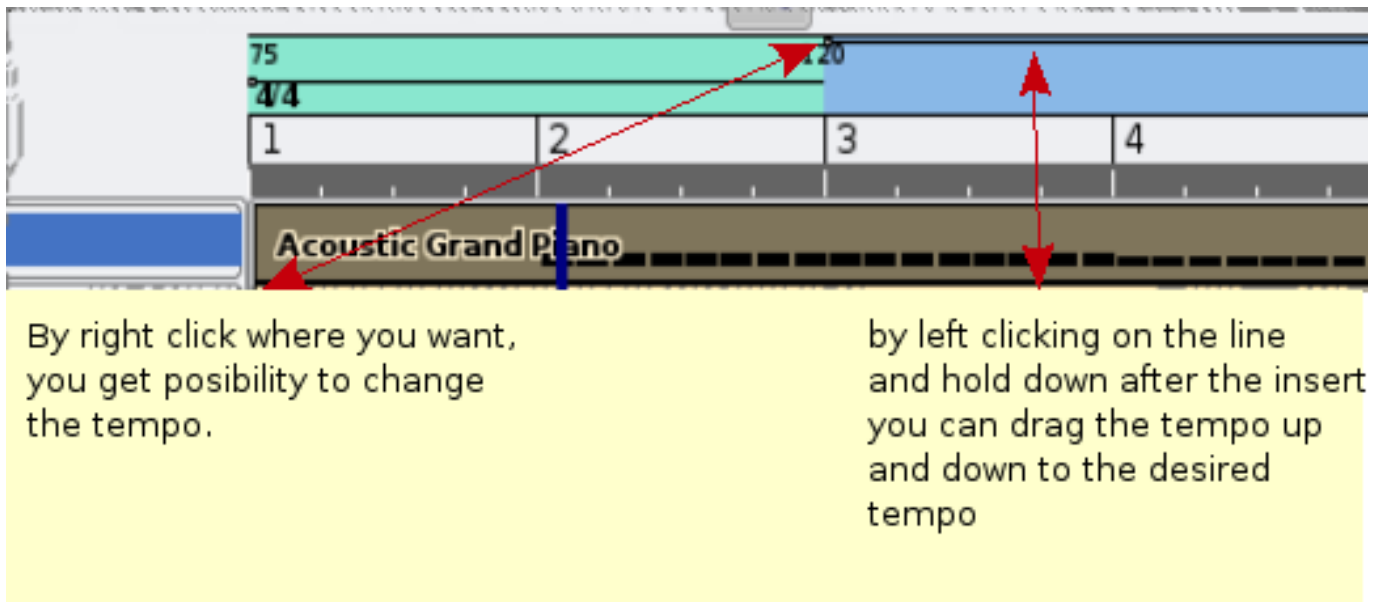 75
120
4/4
1 2 3 4
Acoustic Grand Piano
By right click where you want,
you get posibility to change
the tempo.
by left clicking on the line
and hold down after the insert
you can drag the tempo up
and down to the desired
tempo